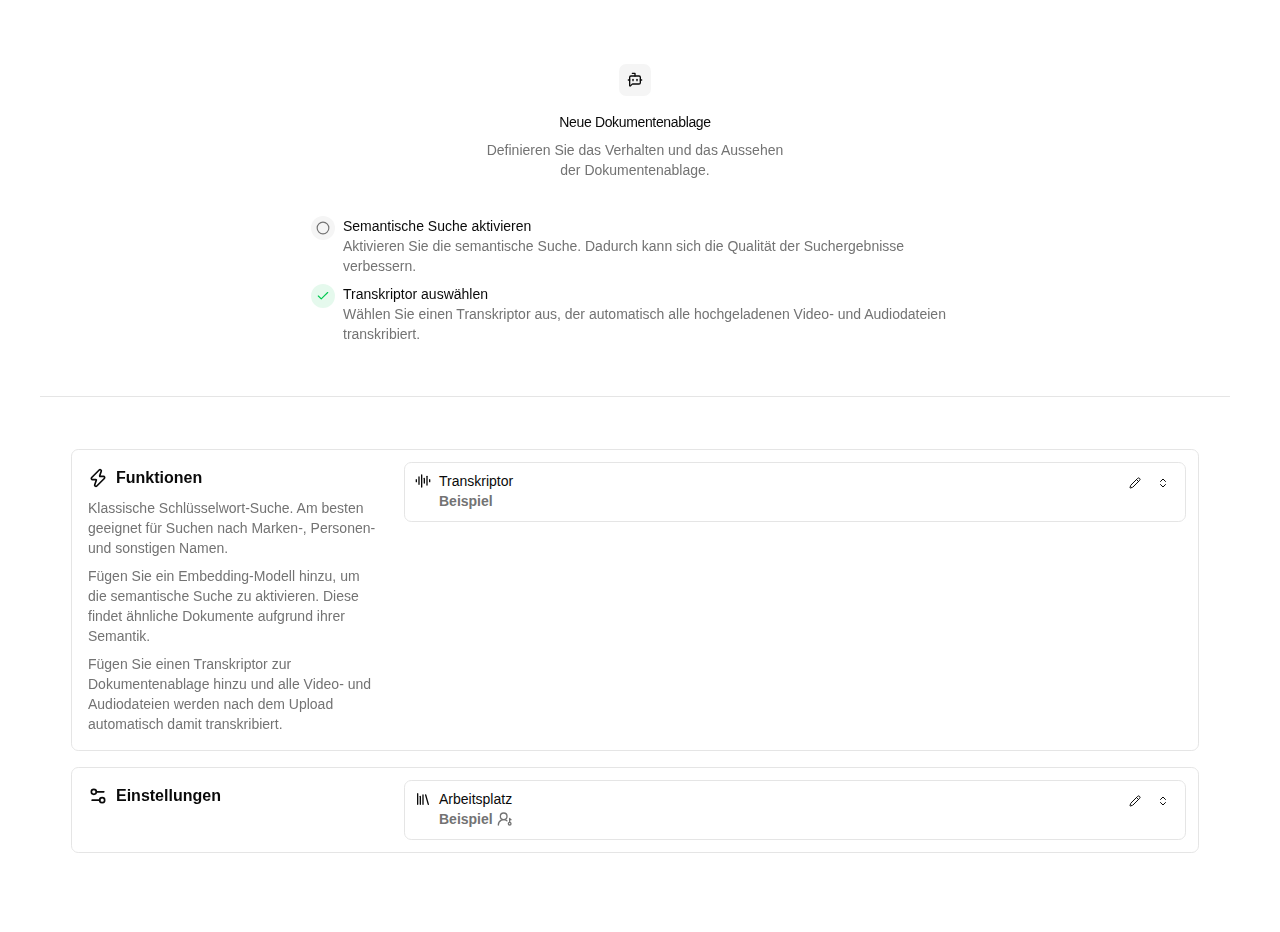 Neue Dokumentenablage
Definieren Sie das Verhalten und das Aussehen
der Dokumentenablage.
Semantische Suche aktivieren
Aktivieren Sie die semantische Suche. Dadurch kann sich die Qualität der Suchergebnisse
verbessern.
Transkriptor auswählen
Wählen Sie einen Transkriptor aus, der automatisch alle hochgeladenen Video- und Audiodateien
transkribiert.
Funktionen
Klassische Schlüsselwort-Suche. Am besten
geeignet für Suchen nach Marken-, Personen-
und sonstigen Namen.
Fügen Sie ein Embedding-Modell hinzu, um
die semantische Suche zu aktivieren. Diese
findet ähnliche Dokumente aufgrund ihrer
Semantik.
Fügen Sie einen Transkriptor zur
Dokumentenablage hinzu und alle Video- und
Audiodateien werden nach dem Upload
automatisch damit transkribiert.
Transkriptor
Beispiel
Einstellungen
Arbeitsplatz
Beispiel